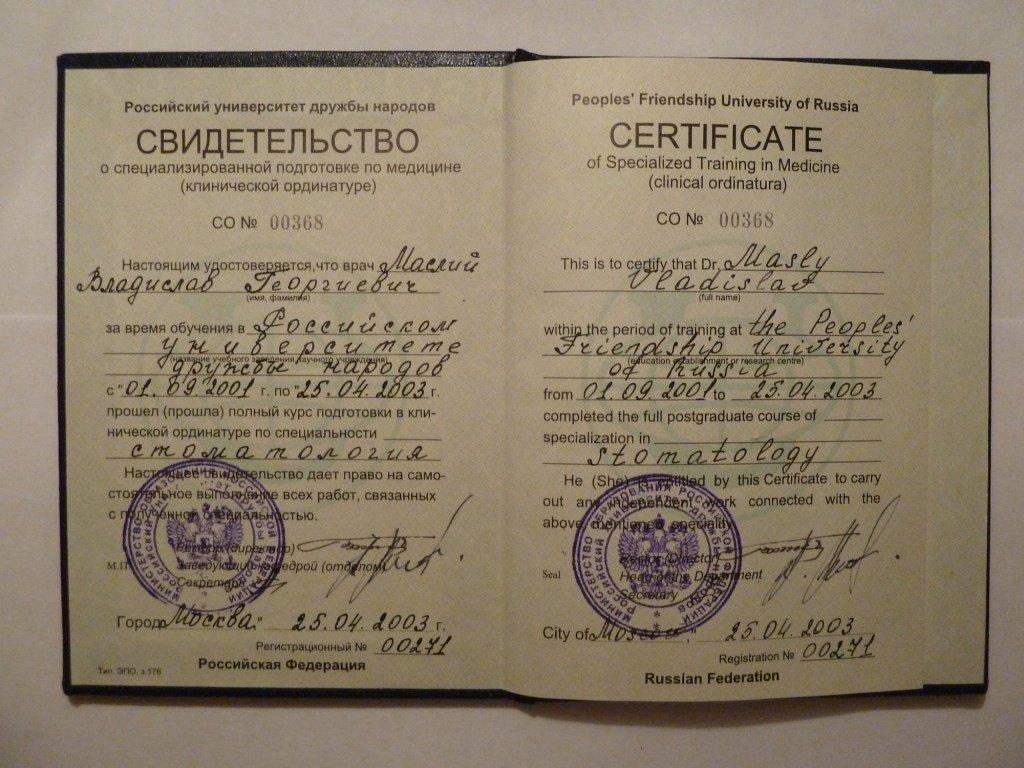 Российский университет дружбы народов
СВИДЕТЕЛЬСТВО
о специализированной подготовке по медицине
(клинической ординатуре)
СО № 00368
Настоящим удостоверяется, что врач Маслий
Владислав Георгиевич
(имя, фамилия)
за время обучения в Российском
университете
(название учебного заведения, научного учреждения)
дружбы народов
с "01.09.2001 г. по "25.04.2003 г.
прошел (прошла) полный курс подготовки в кли-
нической ординатуре по специальности
стоматология
Настоящее свидетельство дает право на само-
стоятельное выполнение всех работ, связанных
с полученной специальностью.
Ректор (директор)
М.П. Заведующий кафедрой (отделом)
Секретарь
Город "Москва" 25.04.2003 г.
Регистрационный № 00271
Тип. ЭПО, з.176
Российская Федерация
Peoples' Friendship University of Russia
CERTIFICATE
of Specialized Training in Medicine
(clinical ordinatura)
СО № 00368
This is to certify that Dr. Masly
Vladislav
(full name)
within the period of training at the Peoples'
Friendship University
(education establishment or research centre)
of Russia
from 01.09.2001 to 25.04.2003
completed the full postgraduate course of
specialization in
stomatology
He (She) is entitled by this Certificate to carry
out any independent work connected with the
above mentioned speciality
Rector (Director)
Seal Head of the Department
Secretary
City of "Moscow" 25.04.2003
Registration № 00271
Russian Federation